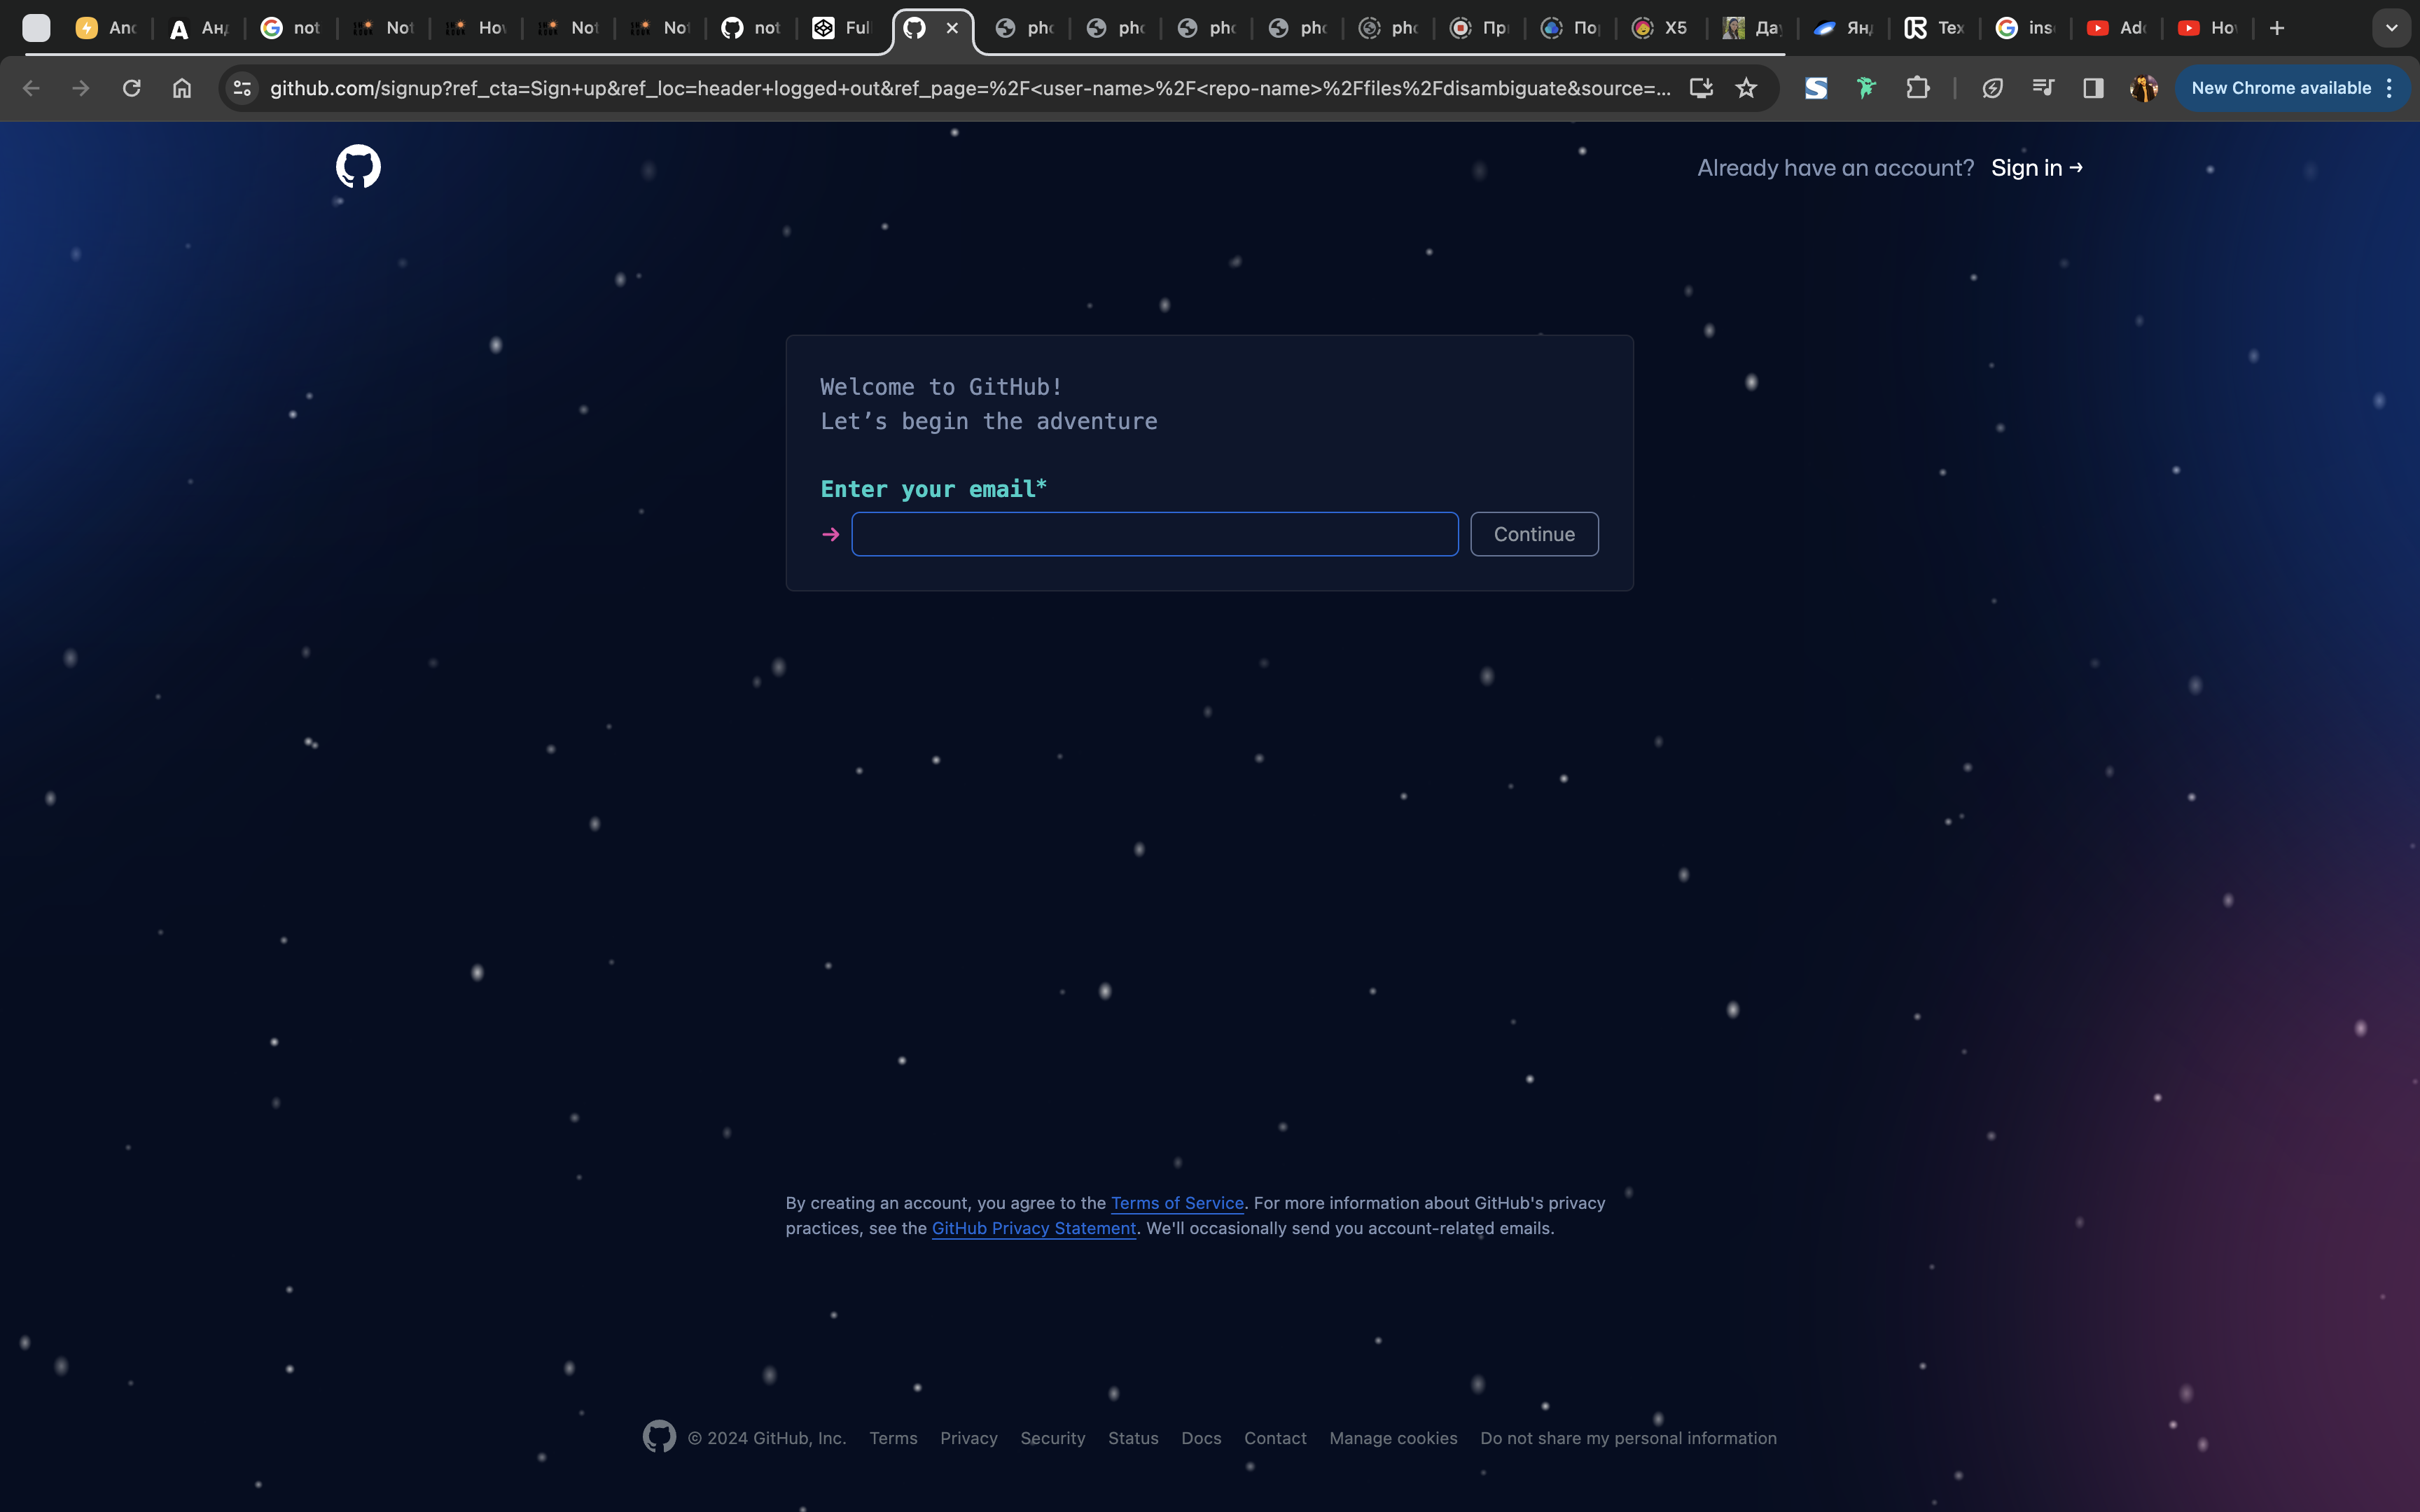 Anc
Анд
not
Not
Hov
Not
Not
not
Full
phc
phc
phc
phc
phc
Пр
По
X5
Да
Ян
Тех
ins
Add
How
github.com/signup?ref_cta=Sign+up&ref_loc=header+logged+out&ref_page=%2F<user-name>%2F<repo-name>%2Ffiles%2Fdisambiguate&source=...
New Chrome available
Already have an account? Sign in →
Welcome to GitHub!
Let’s begin the adventure
Enter your email*
Continue
By creating an account, you agree to the Terms of Service. For more information about GitHub's privacy
practices, see the GitHub Privacy Statement. We'll occasionally send you account-related emails.
© 2024 GitHub, Inc. Terms Privacy Security Status Docs Contact Manage cookies Do not share my personal information